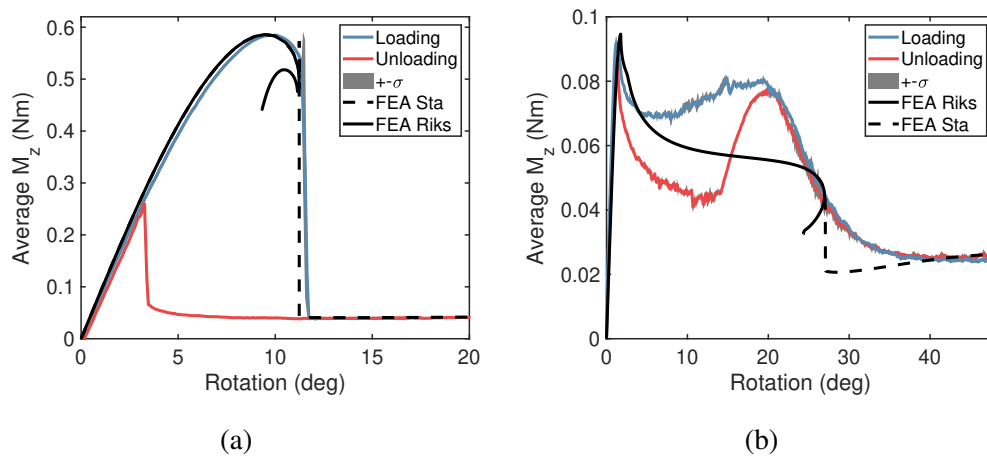 0.6
0.5
0.4
0.3
0.2
0.1
0
Average M_z (Nm)
0 5 10 15 20
Rotation (deg)
Loading
Unloading
+-σ
FEA Sta
FEA Riks
(a)
0.1
0.08
0.06
0.04
0.02
0
Average M_z (Nm)
0 10 20 30 40
Rotation (deg)
Loading
Unloading
+-σ
FEA Riks
FEA Sta
(b)